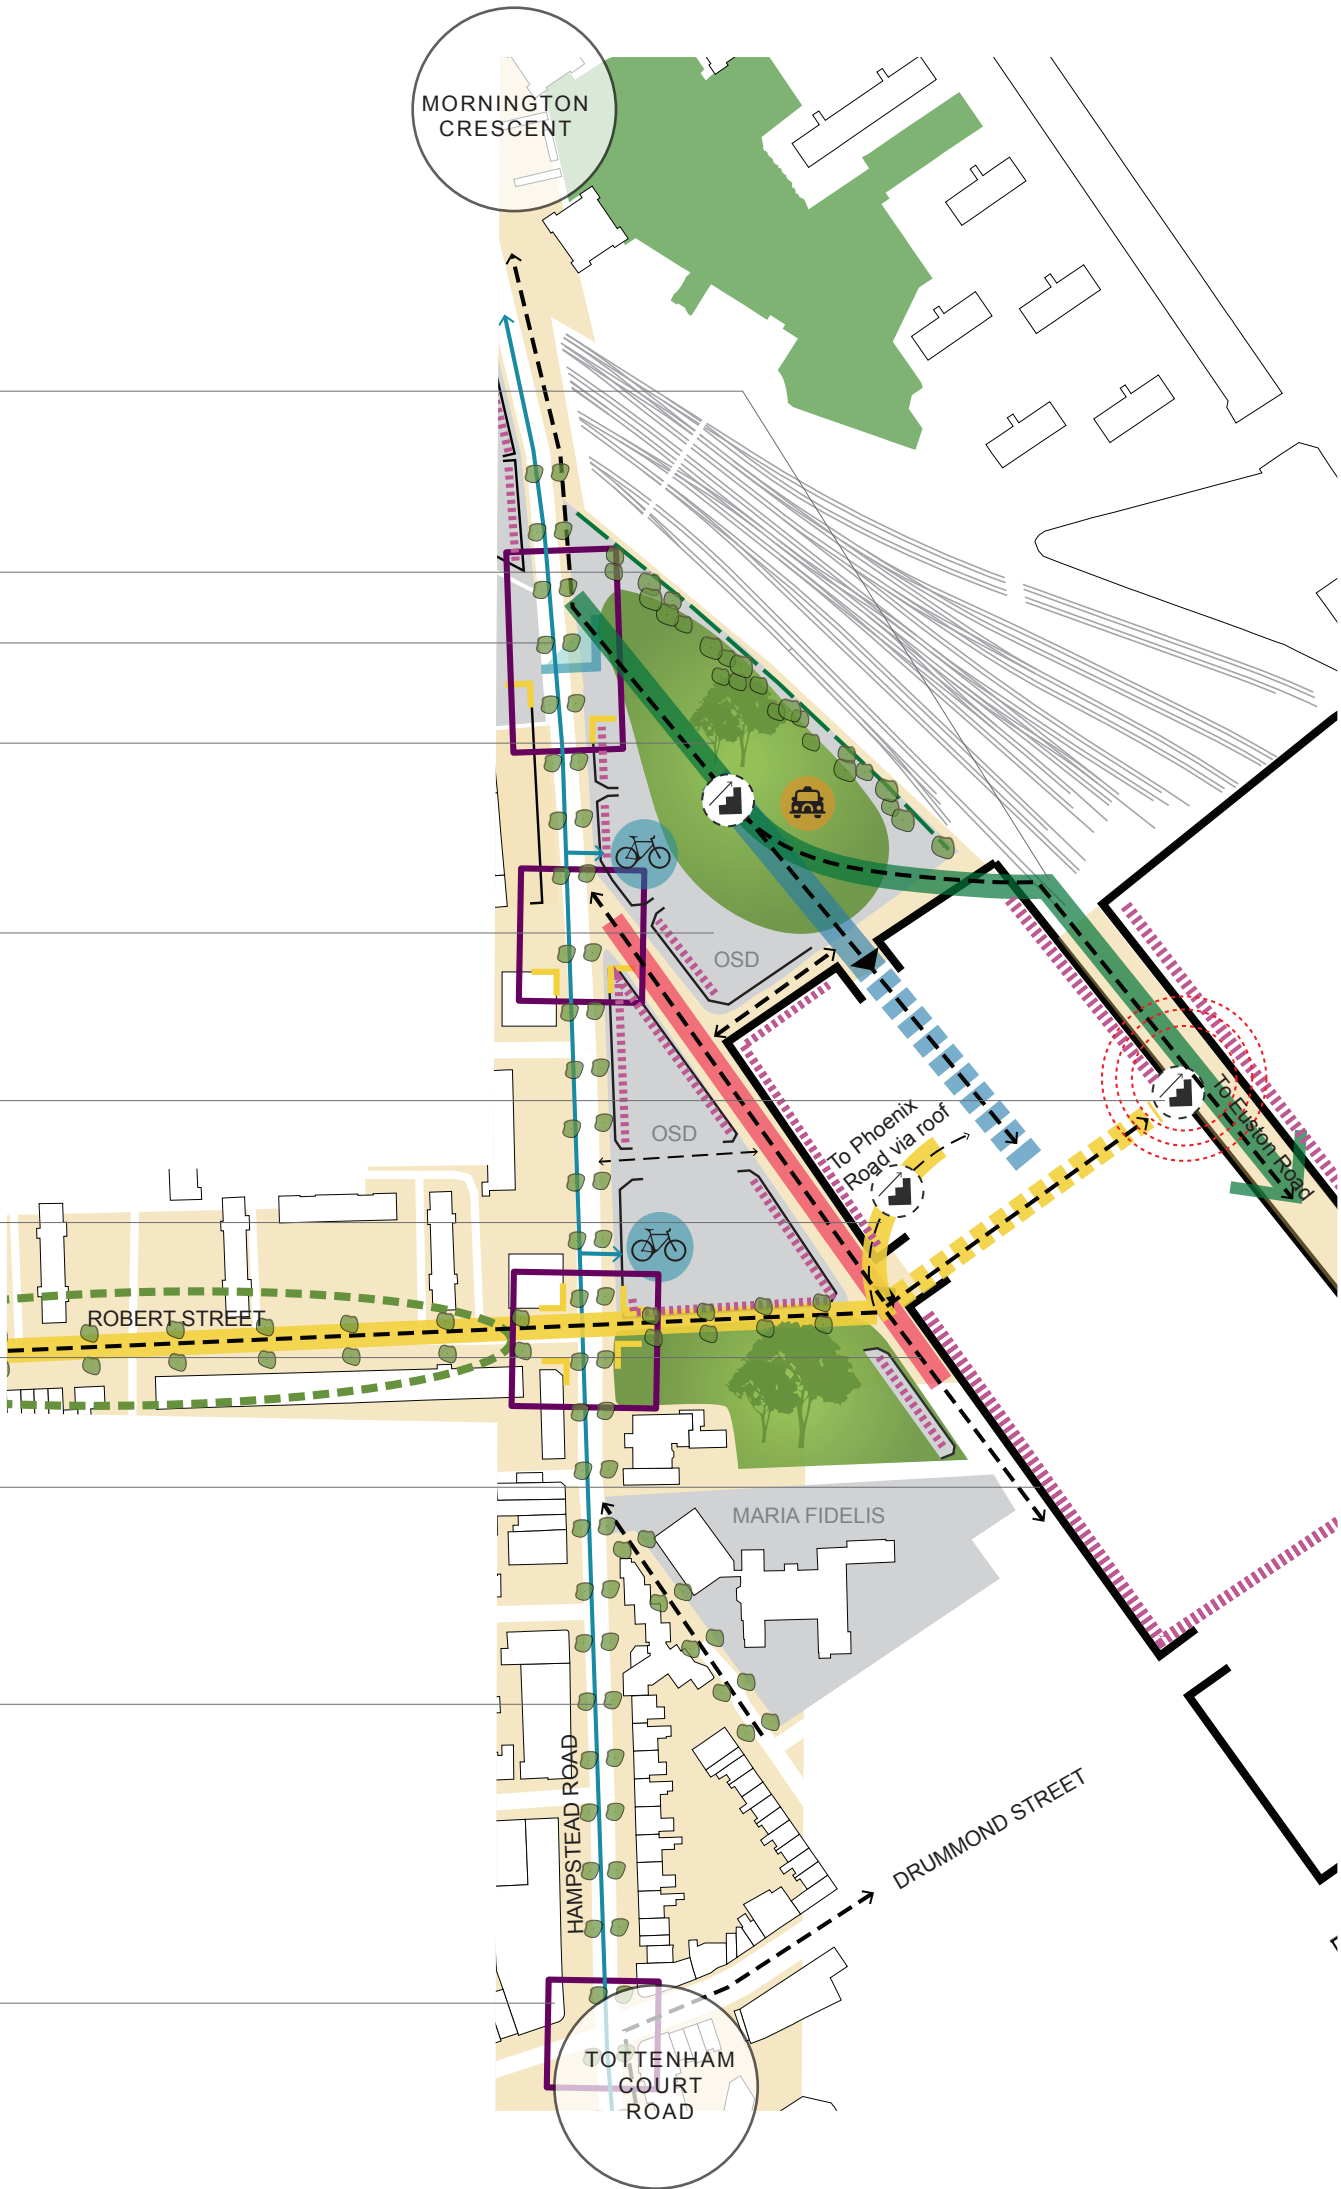 MORNINGTON
CRESCENT
OSD
To Phoenix
Road via roof
To Euston Road
OSD
ROBERT STREET
MARIA FIDELIS
HAMPSTEAD ROAD
DRUMMOND STREET
TOTTENHAM
COURT
ROAD